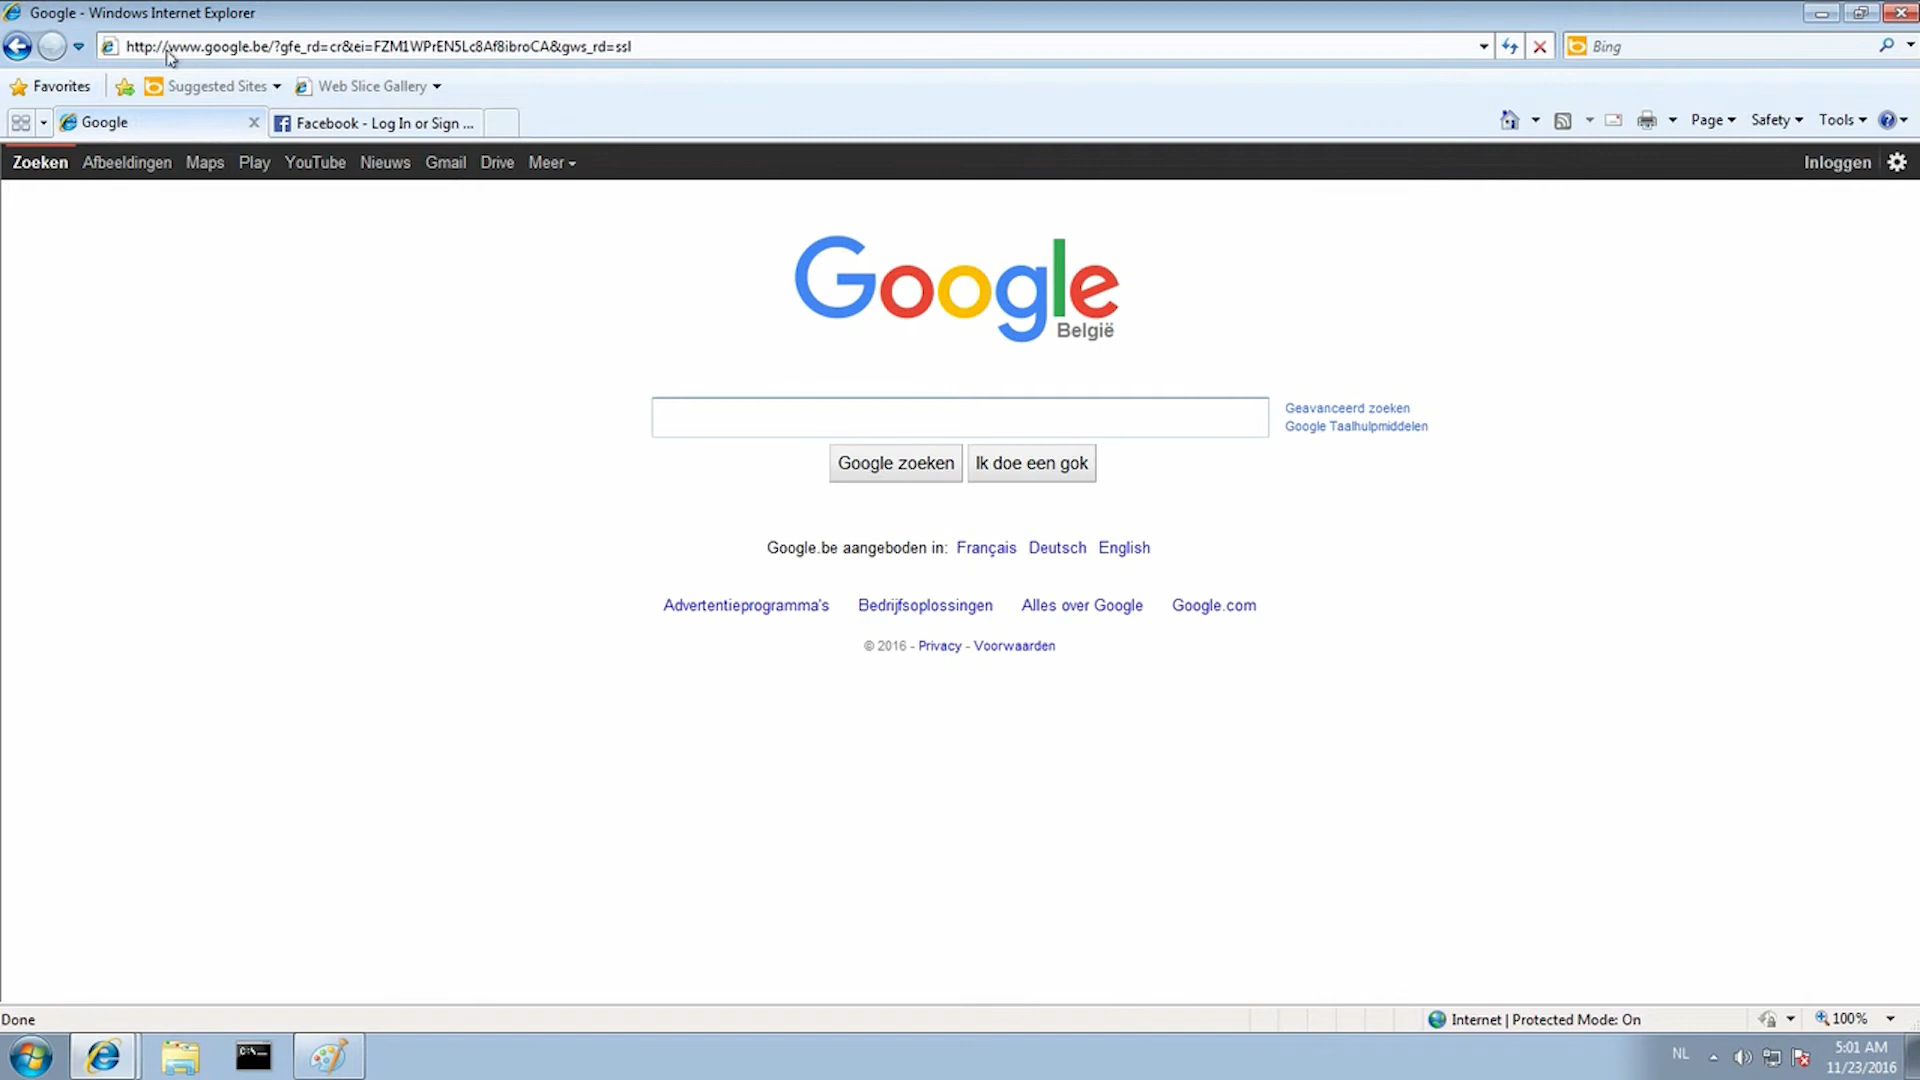 Google - Windows Internet Explorer
http://www.google.be/?gfe_rd=cr&ei=FZM1WPrEN5Lc8Af8ibroCA&gws_rd=ssl
Bing
Favorites
Suggested Sites
Web Slice Gallery
Google
Facebook - Log In or Sign ...
Page
Safety
Tools
Zoeken Afbeeldingen Maps Play YouTube Nieuws Gmail Drive Meer
Inloggen
Google
België
Geavanceerd zoeken
Google Taalhulpmiddelen
Google zoeken
Ik doe een gok
Google.be aangeboden in: Français Deutsch English
Advertentieprogramma's Bedrijfsoplossingen Alles over Google Google.com
© 2016 - Privacy - Voorwaarden
Done
Internet | Protected Mode: On
100%
NL
5:01 AM
11/23/2016